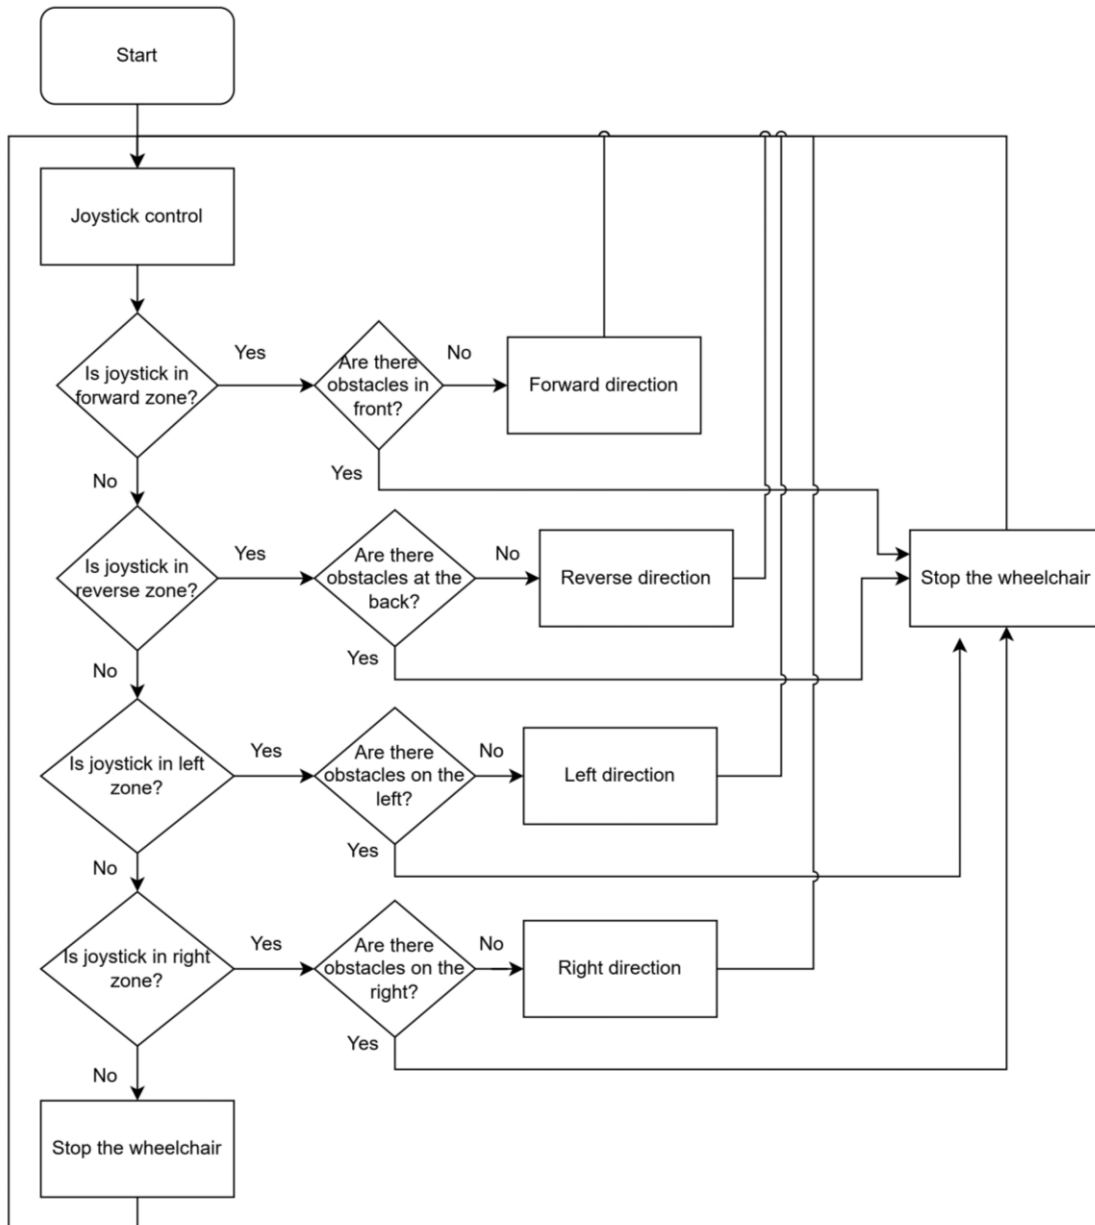 Start
Joystick control
Is joystick in
forward zone?
Yes
Are there
obstacles in
front?
No
Forward direction
Yes
No
Is joystick in
reverse zone?
Yes
Are there
obstacles at the
back?
No
Reverse direction
Stop the wheelchair
Yes
No
Is joystick in left
zone?
Yes
Are there
obstacles on the
left?
No
Left direction
Yes
No
Is joystick in right
zone?
Yes
Are there
obstacles on the
right?
No
Right direction
Yes
No
Stop the wheelchair